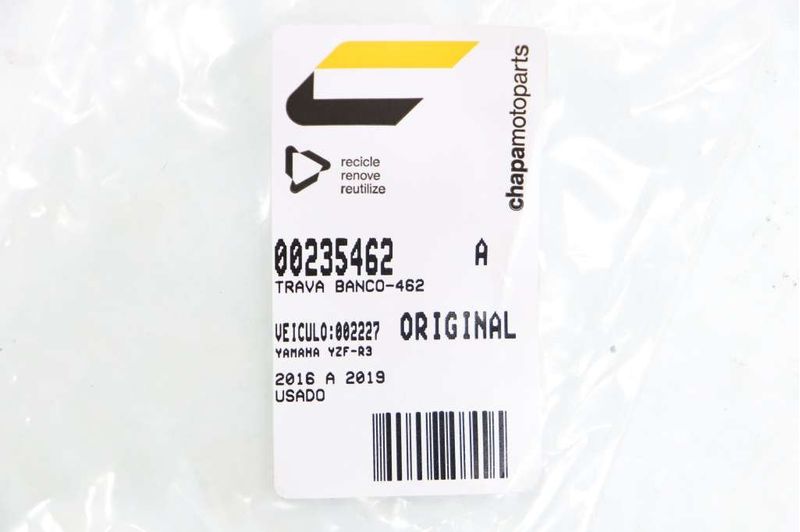 chapamotoparts
recicle
renove
reutilize
00235462 A
TRAVA BANCO-462
VEICULO:002227 ORIGINAL
YAMAHA YZF-R3
2016 A 2019
USADO